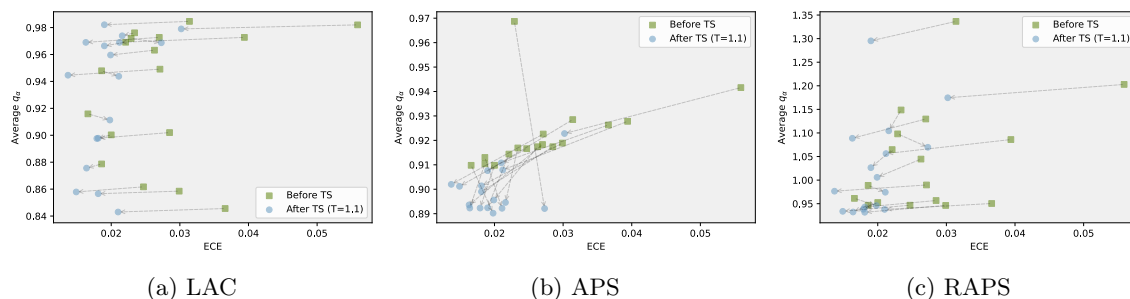 0.98
0.96
0.94
0.92
0.90
0.88
0.86
0.84
Average qα
0.02 0.03 0.04 0.05
ECE
Before TS
After TS (T=1,1)
(a) LAC
0.97
0.96
0.95
0.94
0.93
0.92
0.91
0.90
0.89
Average qα
0.02 0.03 0.04 0.05
ECE
Before TS
After TS (T=1.1)
(b) APS
1.35
1.30
1.25
1.20
1.15
1.10
1.05
1.00
0.95
Average qα
0.02 0.03 0.04 0.05
ECE
Before TS
After TS (T=1.1)
(c) RAPS